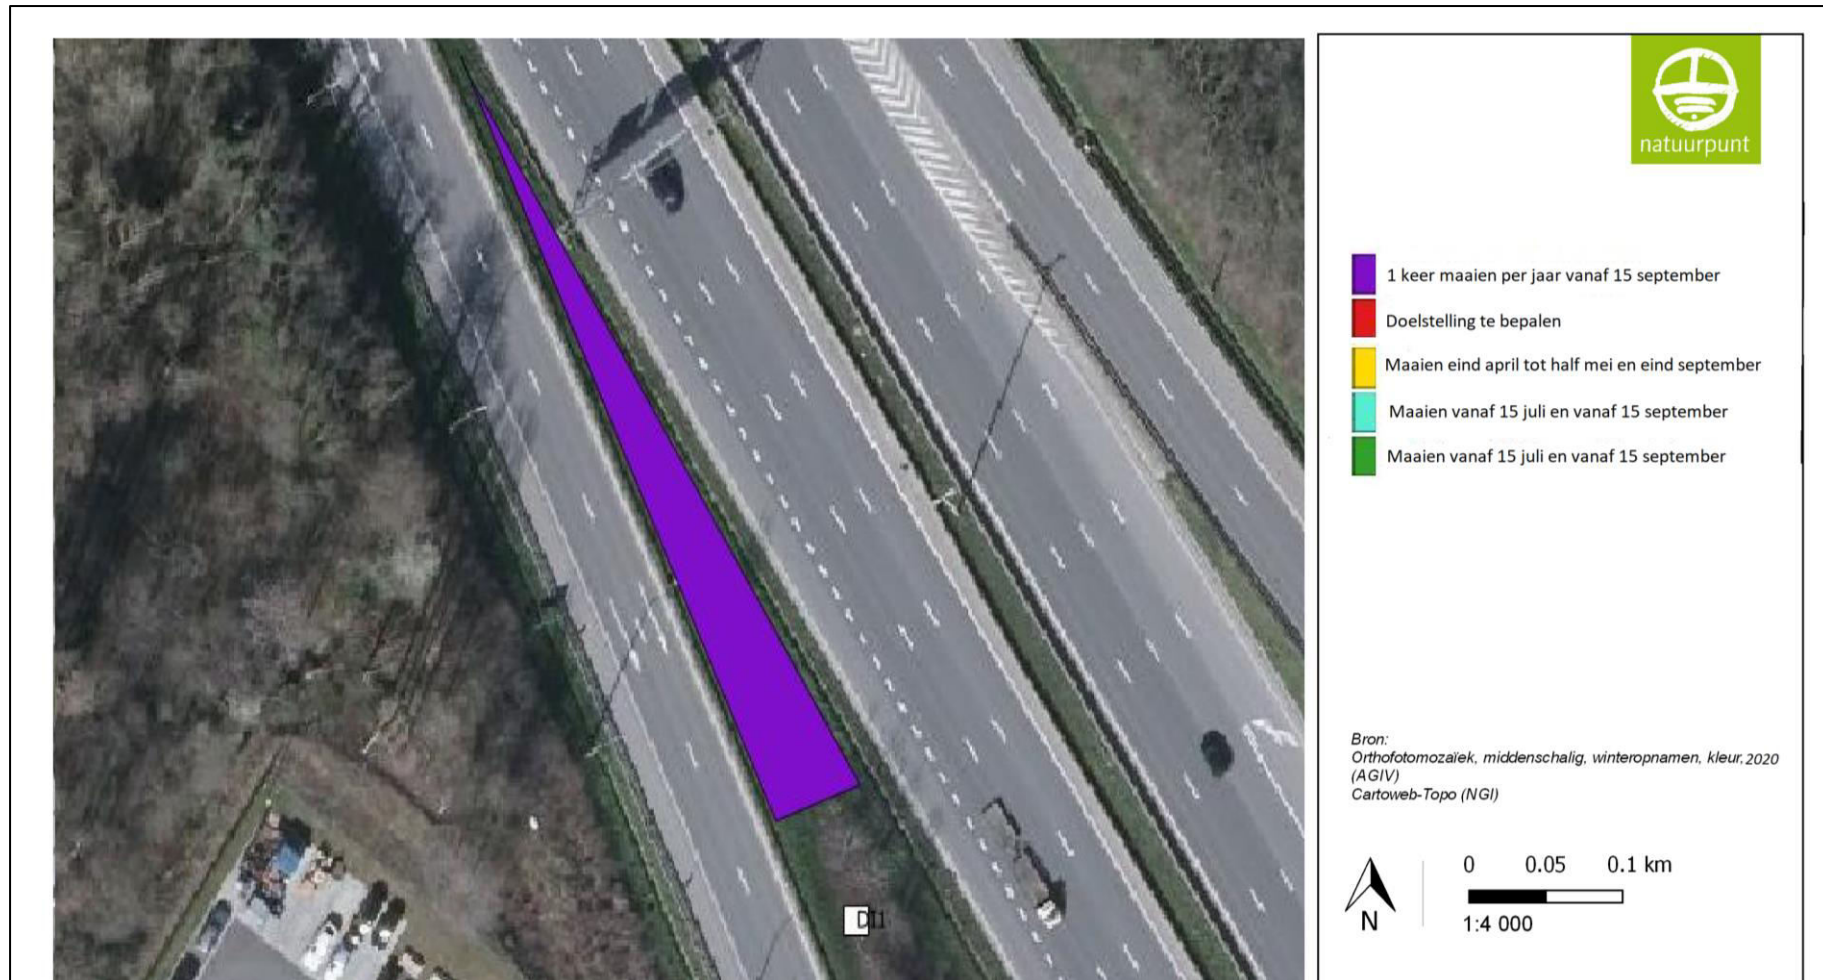 natuurpunt
1 keer maaien per jaar vanaf 15 september
Doelstelling te bepalen
Maaien eind april tot half mei en eind september
Maaien vanaf 15 juli en vanaf 15 september
Maaien vanaf 15 juli en vanaf 15 september
Bron:
Orthofotomozaïek, middenschalig, winteropnamen, kleur, 2020
(AGIV)
Cartoweb-Topo (NGI)
0 0.05 0.1 km
N
1:4 000